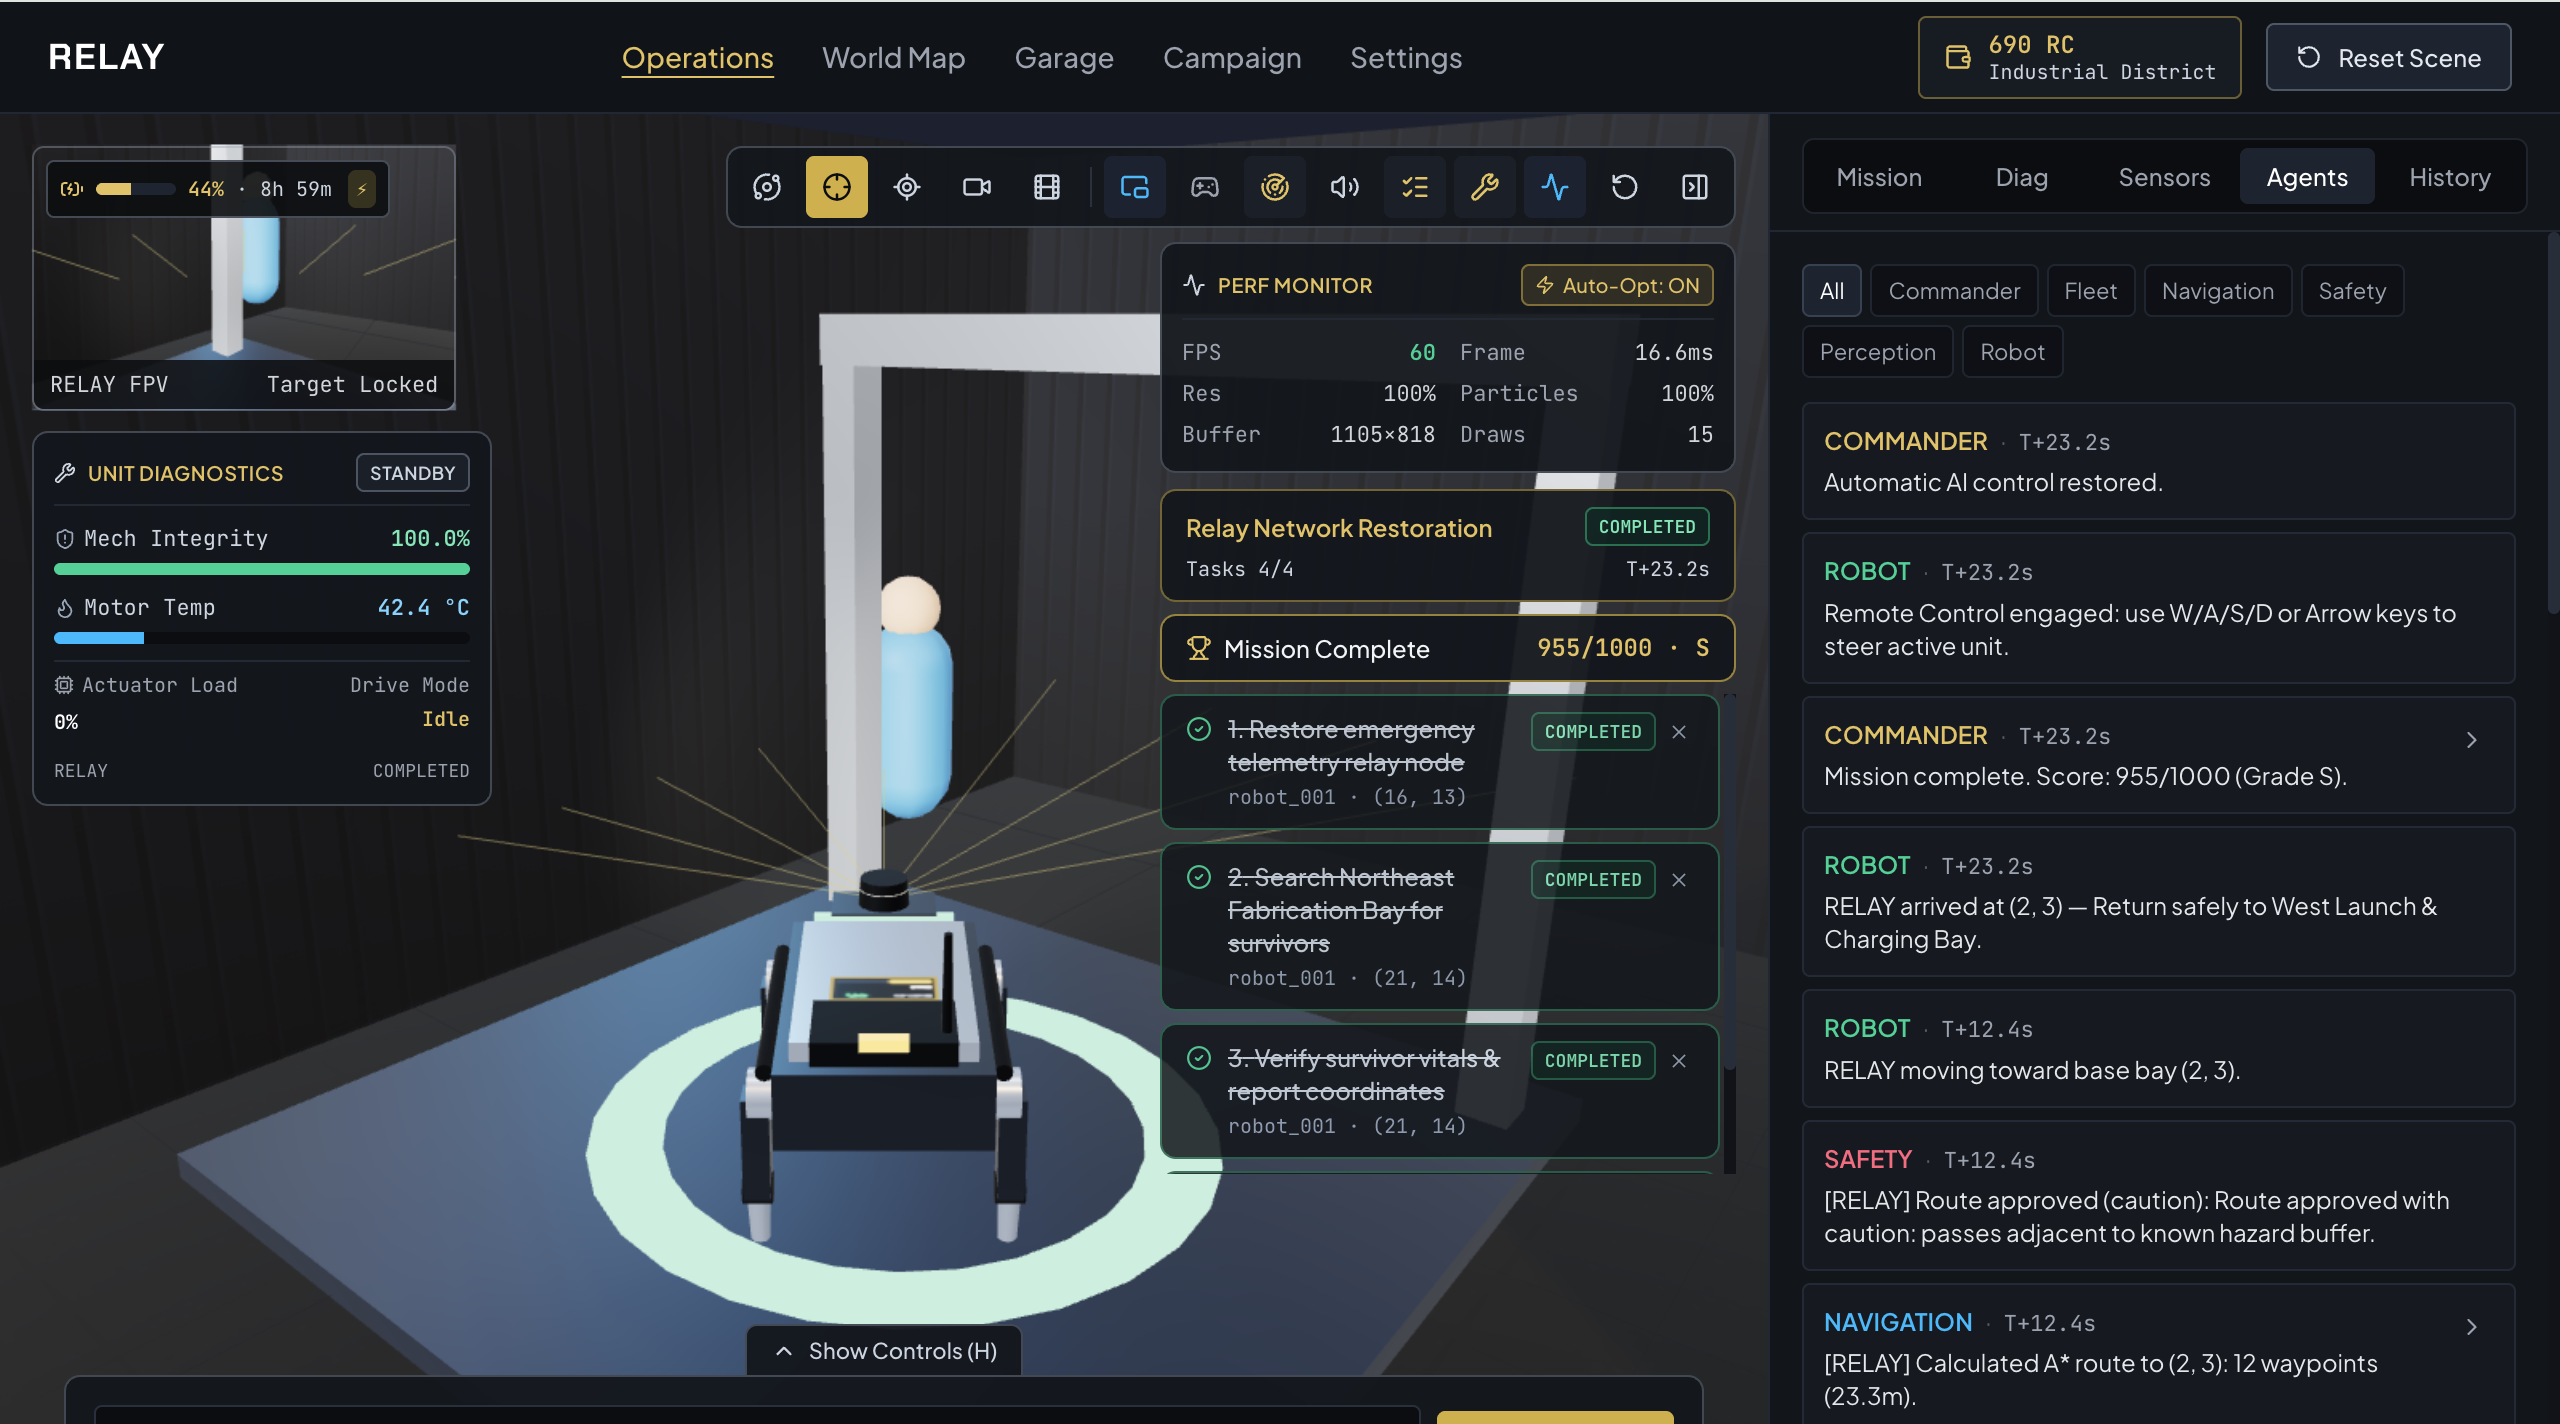 RELAY
Operations
World Map
Garage
Campaign
Settings
690 RC
Industrial District
Reset Scene
44% · 8h 59m
RELAY FPV
Target Locked
UNIT DIAGNOSTICS
STANDBY
Mech Integrity
100.0%
Motor Temp
42.4 °C
Actuator Load
Drive Mode
0%
Idle
RELAY
COMPLETED
PERF MONITOR
Auto-Opt: ON
FPS
60
Frame
16.6ms
Res
100%
Particles
100%
Buffer
1105×818
Draws
15
Relay Network Restoration
COMPLETED
Tasks 4/4
T+23.2s
Mission Complete
955/1000 · S
1. Restore emergency
telemetry relay node
COMPLETED
robot_001 · (16, 13)
2. Search Northeast
Fabrication Bay for
survivors
COMPLETED
robot_001 · (21, 14)
3. Verify survivor vitals &
report coordinates
COMPLETED
robot_001 · (21, 14)
Show Controls (H)
Mission
Diag
Sensors
Agents
History
All
Commander
Fleet
Navigation
Safety
Perception
Robot
COMMANDER · T+23.2s
Automatic AI control restored.
ROBOT · T+23.2s
Remote Control engaged: use W/A/S/D or Arrow keys to
steer active unit.
COMMANDER · T+23.2s
Mission complete. Score: 955/1000 (Grade S).
ROBOT · T+23.2s
RELAY arrived at (2, 3) — Return safely to West Launch &
Charging Bay.
ROBOT · T+12.4s
RELAY moving toward base bay (2, 3).
SAFETY · T+12.4s
[RELAY] Route approved (caution): Route approved with
caution: passes adjacent to known hazard buffer.
NAVIGATION · T+12.4s
[RELAY] Calculated A* route to (2, 3): 12 waypoints
(23.3m).